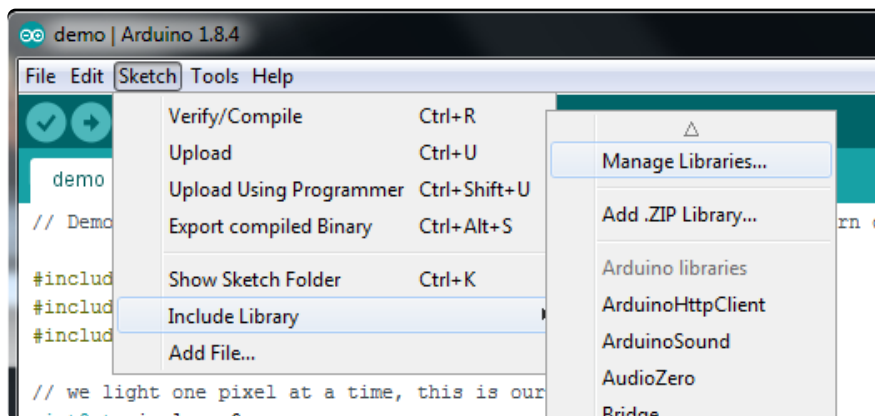 demo | Arduino 1.8.4
File Edit Sketch Tools Help
Verify/Compile Ctrl+R
Upload Ctrl+U
Upload Using Programmer Ctrl+Shift+U
Export compiled Binary Ctrl+Alt+S
Show Sketch Folder Ctrl+K
Include Library
Add File...
Manage Libraries...
Add .ZIP Library...
Arduino libraries
ArduinoHttpClient
ArduinoSound
AudioZero
Bridge
demo
// Demo
#includ
#includ
#includ
// we light one pixel at a time, this is our